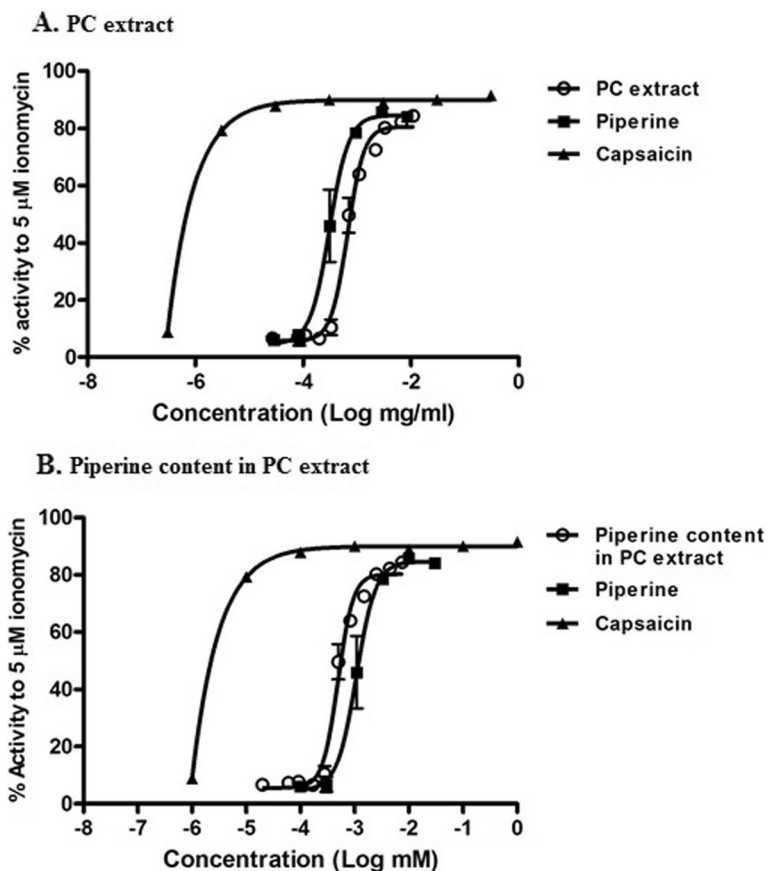 A. PC extract
% activity to 5 μM ionomycin
100
80
60
40
20
0
-8
-6
-4
-2
0
Concentration (Log mg/ml)
PC extract
Piperine
Capsaicin
B. Piperine content in PC extract
% Activity to 5 μM ionomycin
100
80
60
40
20
0
-8
-7
-6
-5
-4
-3
-2
-1
0
Concentration (Log mM)
Piperine content
in PC extract
Piperine
Capsaicin